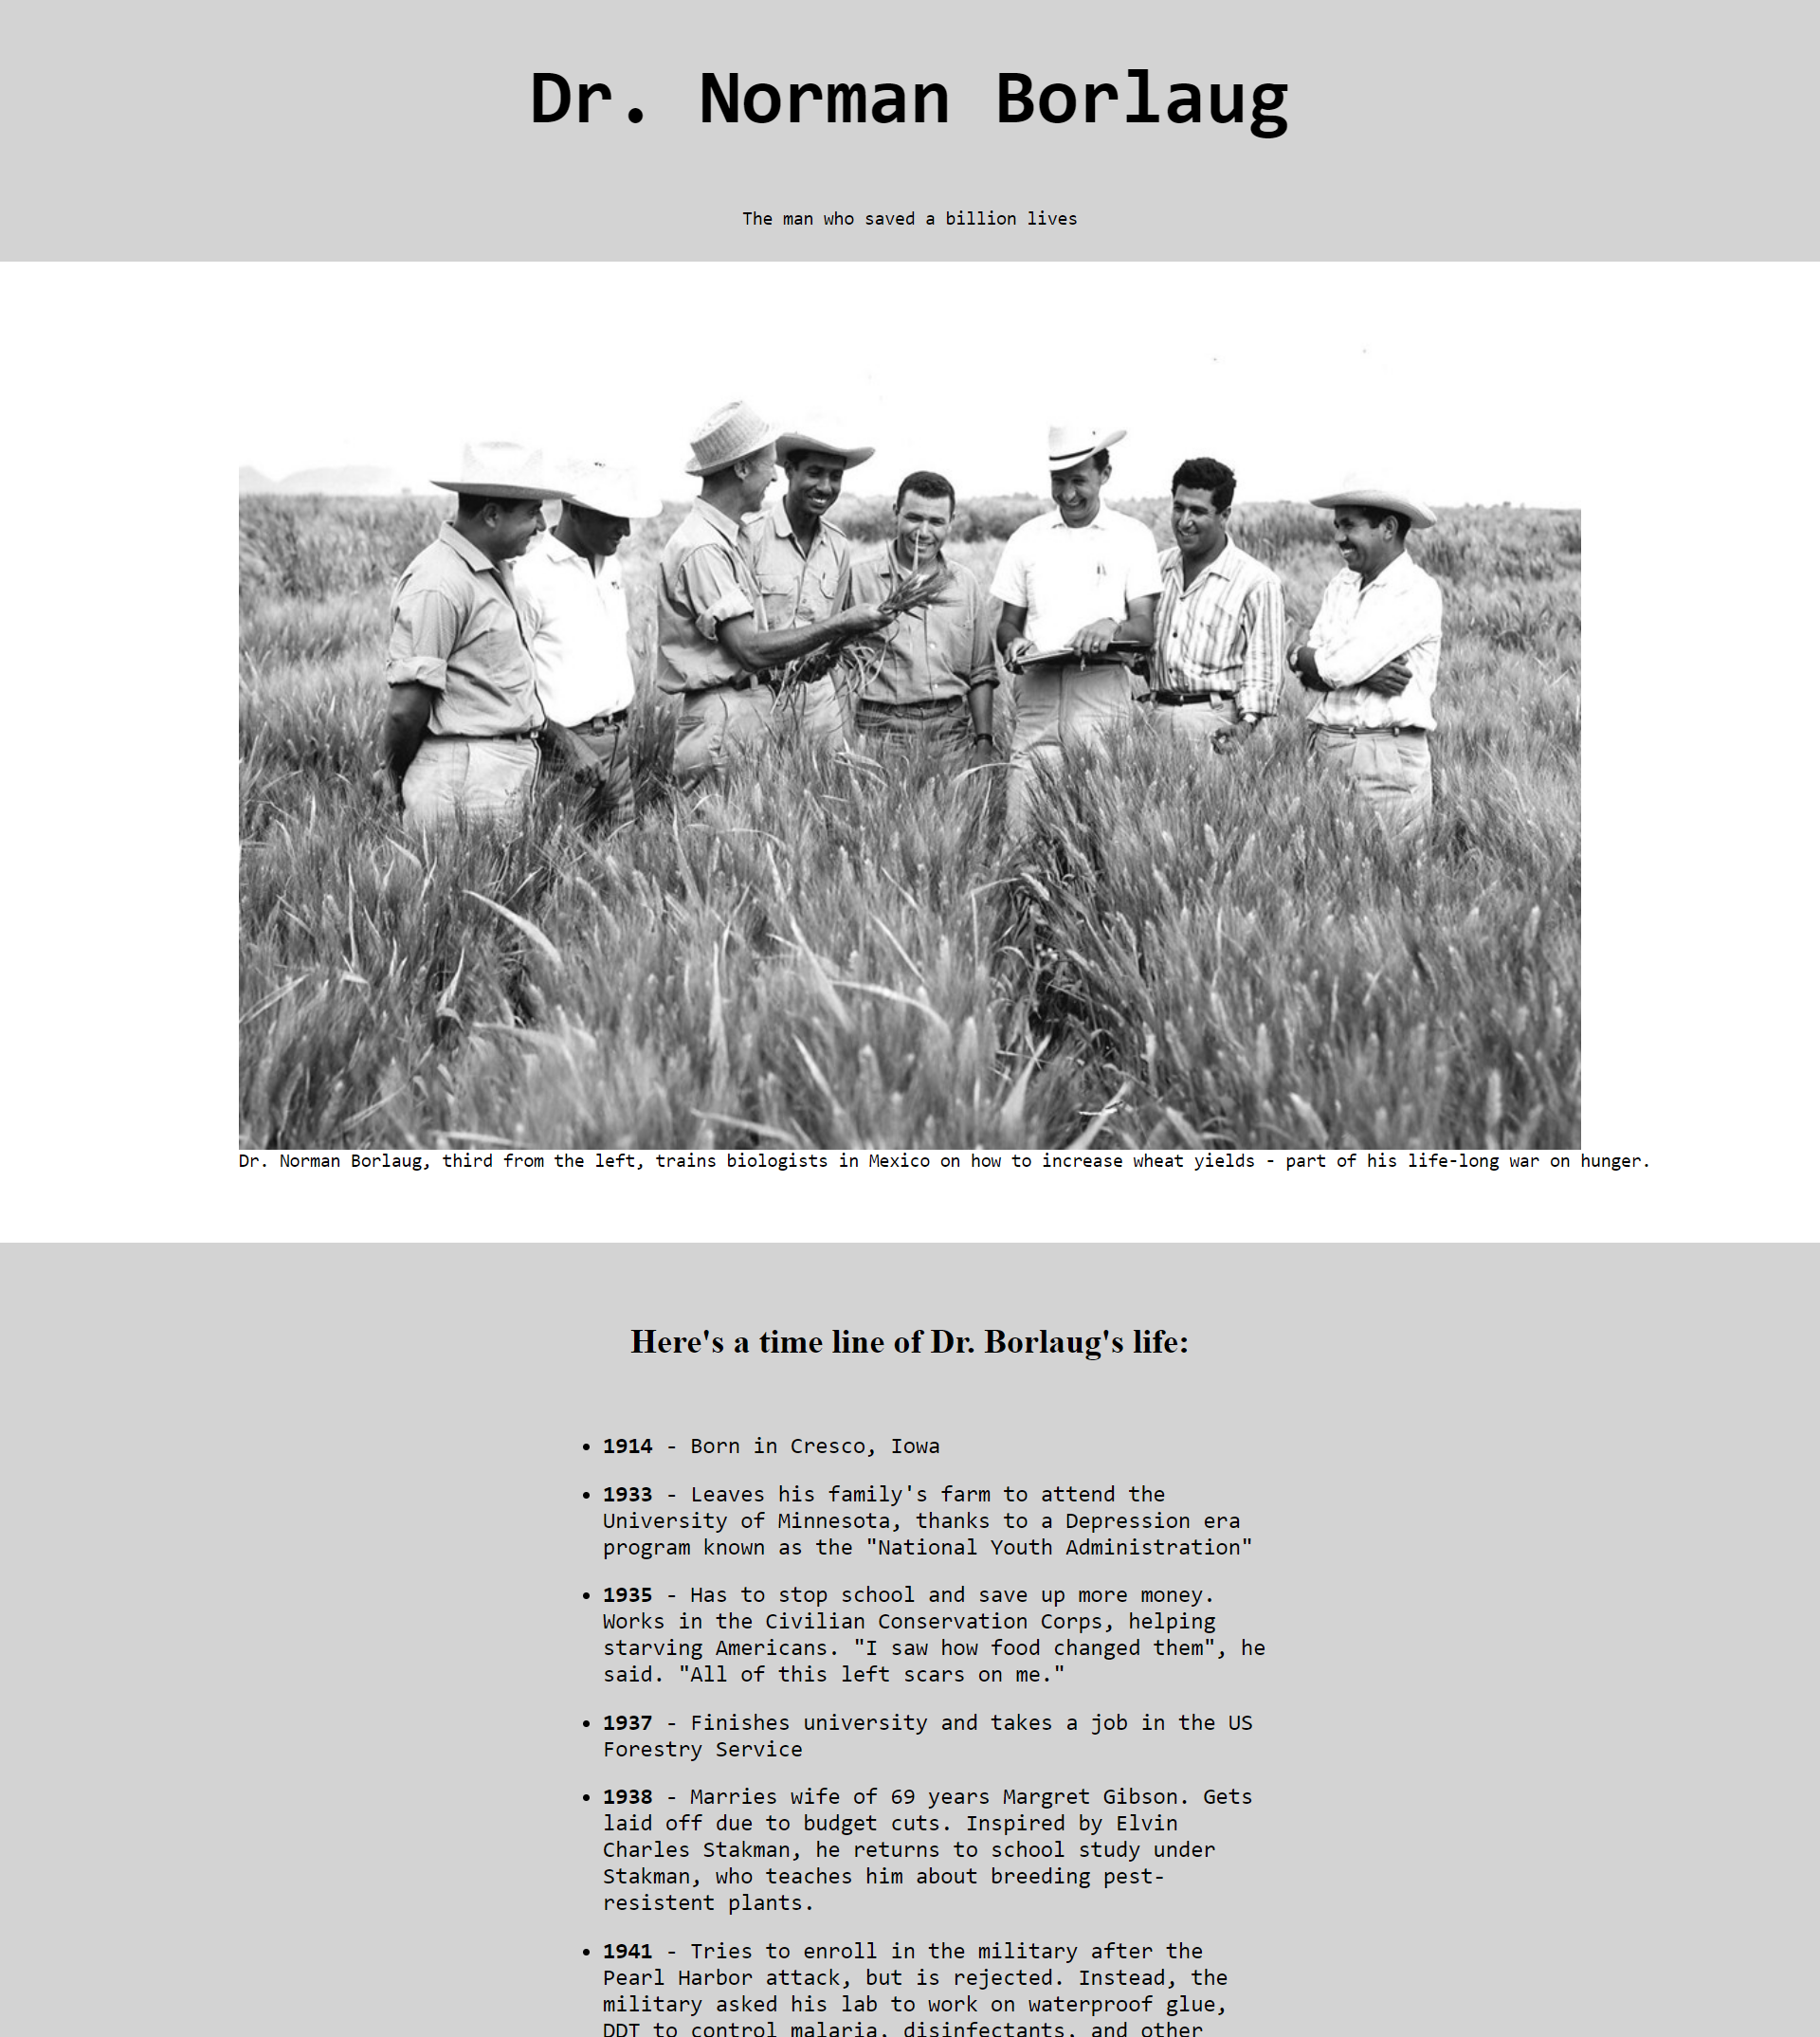 Dr. Norman Borlaug
The man who saved a billion lives
Dr. Norman Borlaug, third from the left, trains biologists in Mexico on how to increase wheat yields - part of his life-long war on hunger.
Here's a time line of Dr. Borlaug's life:
• 1914 - Born in Cresco, Iowa
• 1933 - Leaves his family's farm to attend the
University of Minnesota, thanks to a Depression era
program known as the "National Youth Administration"
• 1935 - Has to stop school and save up more money.
Works in the Civilian Conservation Corps, helping
starving Americans. "I saw how food changed them", he
said. "All of this left scars on me."
• 1937 - Finishes university and takes a job in the US
Forestry Service
• 1938 - Marries wife of 69 years Margret Gibson. Gets
laid off due to budget cuts. Inspired by Elvin
Charles Stakman, he returns to school study under
Stakman, who teaches him about breeding pest-
resistent plants.
• 1941 - Tries to enroll in the military after the
Pearl Harbor attack, but is rejected. Instead, the
military asked his lab to work on waterproof glue,
DDT to control malaria, disinfectants, and other